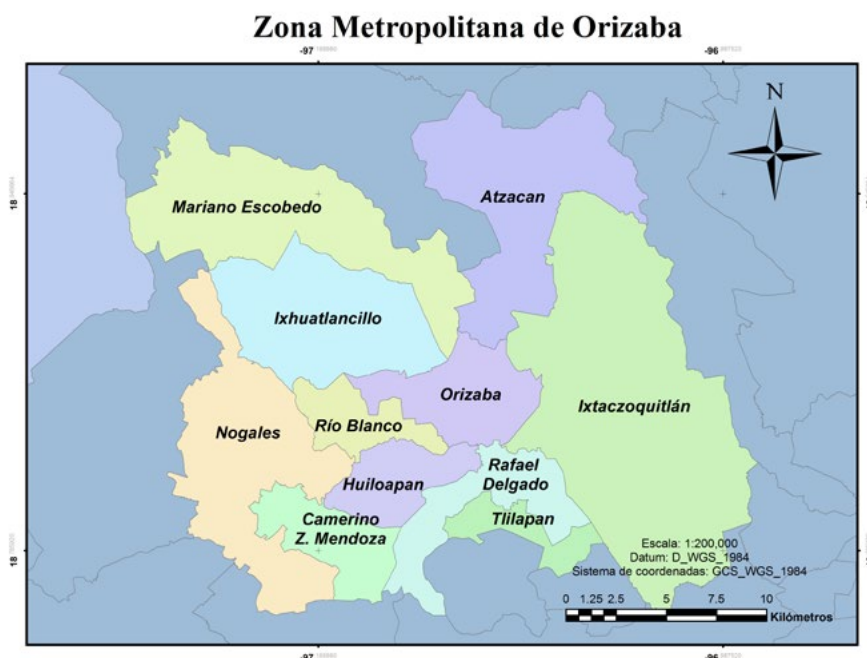 Zona Metropolitana de Orizaba
-97
-96
N
18
Mariano Escobedo
Atzacan
Ixhuatlancillo
Orizaba
Ixtaczoquitlán
Nogales
Río Blanco
Huiloapan
Rafael
Delgado
Camerino
Z. Mendoza
Tlilapan
Escala: 1:200,000
Datum: D_WGS_1984
Sistema de coordenadas: GCS_WGS_1984
0 1.25 2.5 5 7.5 10
Kilómetros
18
-97
-96